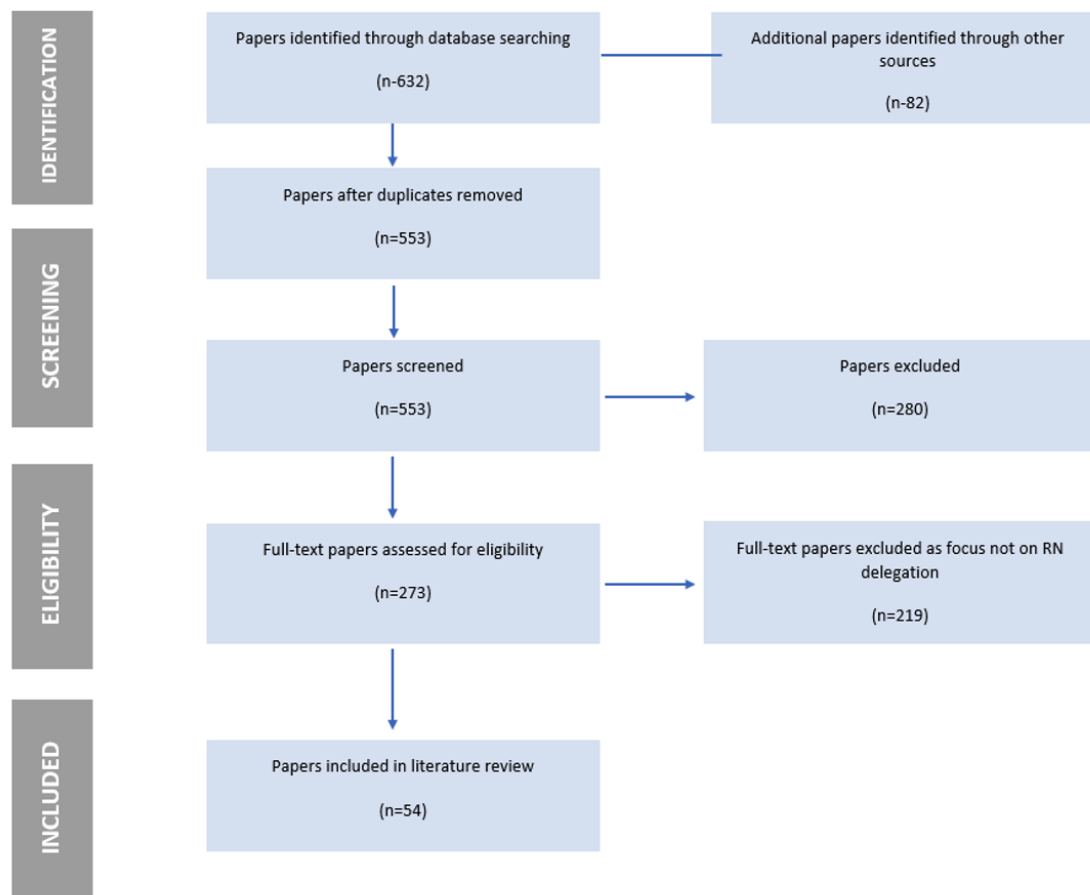 IDENTIFICATION
Papers identified through database searching
(n-632)
Additional papers identified through other
sources
(n-82)
Papers after duplicates removed
(n=553)
SCREENING
Papers screened
(n=553)
Papers excluded
(n=280)
ELIGIBILITY
Full-text papers assessed for eligibility
(n=273)
Full-text papers excluded as focus not on RN
delegation
(n=219)
INCLUDED
Papers included in literature review
(n=54)